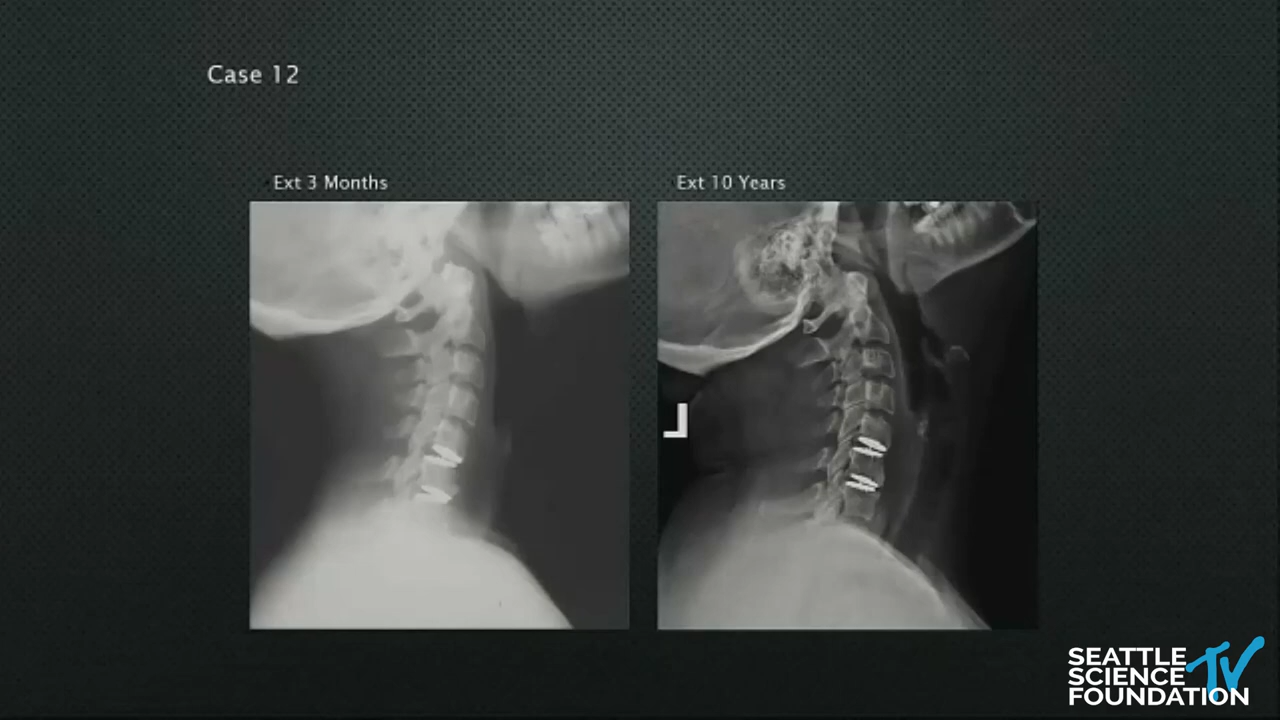 Case 12
Ext 3 Months
Ext 10 Years
SEATTLE
SCIENCE
FOUNDATION
TV